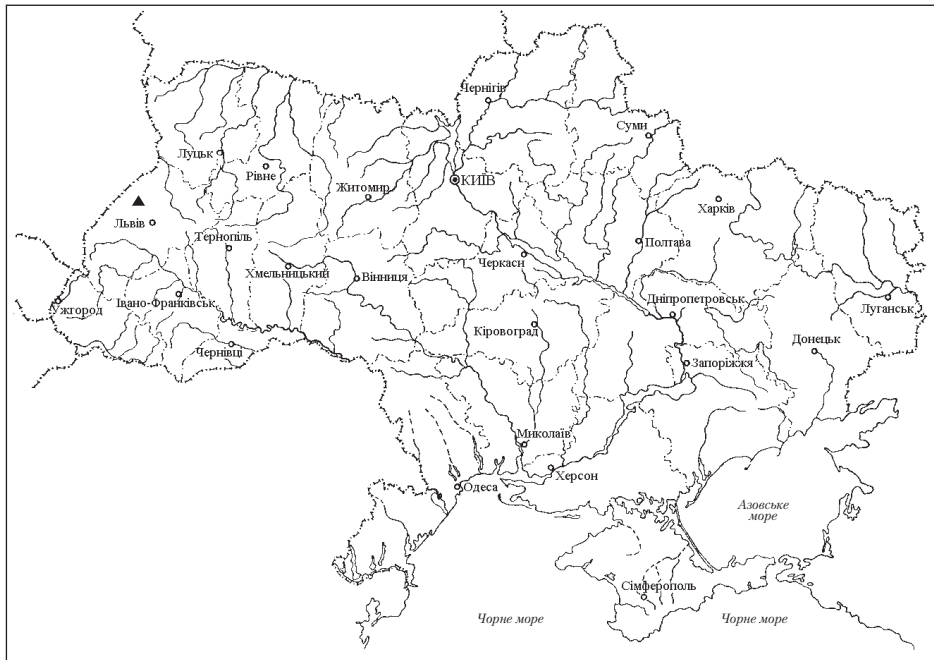 Чернігів
Суми
Луцьк
Рівне
КИЇВ
Житомир
Харків
Львів
Тернопіль
Полтава
Черкаси
Хмельницький
Вінниця
Ужгород
Івано-Франківськ
Дніпропетровськ
Луганськ
Кіровоград
Донецьк
Чернівці
Запоріжжя
Миколаїв
Херсон
Одеса
Азовське
море
Сімферополь
Чорне море
Чорне море